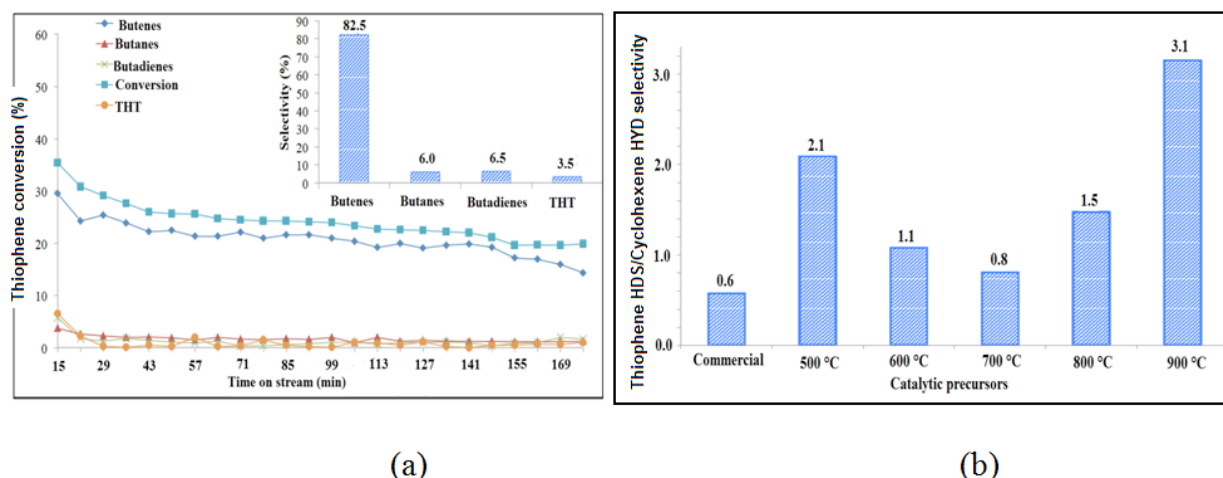 Butenes
Butanes
Butadienes
Conversion
THT
Thiophene conversion (%)
60
50
40
30
20
10
0
15 29 43 57 71 85 99 113 127 141 155 169
Time on stream (min)
Selectivity (%)
90
80
70
60
50
40
30
20
10
0
82.5
6.0
6.5
3.5
Butenes Butanes Butadienes THT
(a)
Thiophene HDS/Cyclohexene HYD selectivity
3.0
2.0
1.0
0.0
0.6
2.1
1.1
0.8
1.5
3.1
Commercial 500 °C 600 °C 700 °C 800 °C 900 °C
Catalytic precursors
(b)